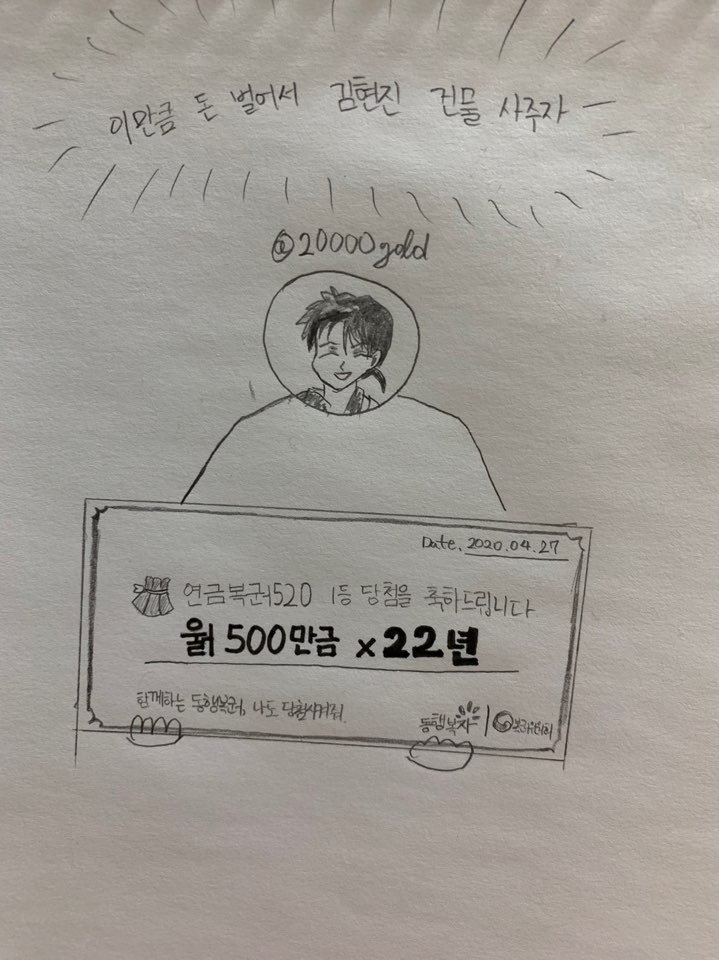 이만큼 돈 벌어서 김현진 건물 사주자
@20000gold
Date. 2020.04.27
연금복권520 1등 당첨을 축하드립니다
월 500만금 x 22년
함께하는 동행복권, 나도 당첨시켜줘.
동행복자 | 복권위원회